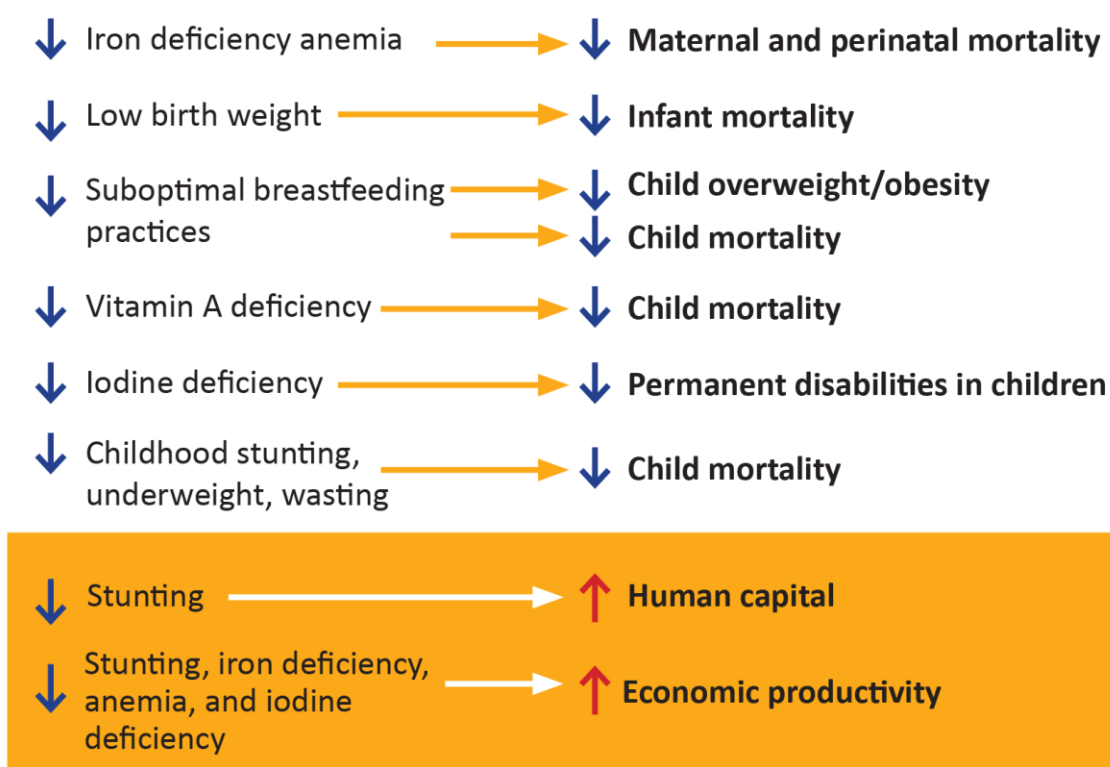 Iron deficiency anemia
Maternal and perinatal mortality
Low birth weight
Infant mortality
Suboptimal breastfeeding
practices
Child overweight/obesity
Child mortality
Vitamin A deficiency
Child mortality
Iodine deficiency
Permanent disabilities in children
Childhood stunting,
underweight, wasting
Child mortality
Stunting
Human capital
Stunting, iron deficiency,
anemia, and iodine
deficiency
Economic productivity